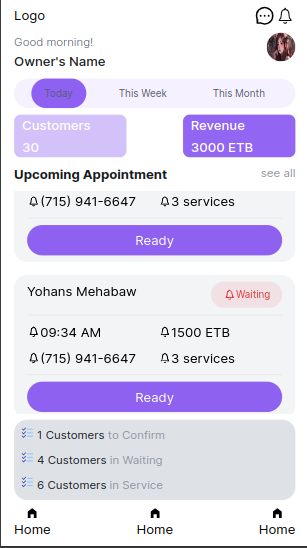 Logo
Good morning!
Owner's Name
Today This Week This Month
Customers
30
Revenue
3000 ETB
Upcoming Appointment see all
(715) 941-6647 3 services
Ready
Yohans Mehabaw Waiting
09:34 AM 1500 ETB
(715) 941-6647 3 services
Ready
1 Customers to Confirm
4 Customers in Waiting
6 Customers in Service
Home Home Home